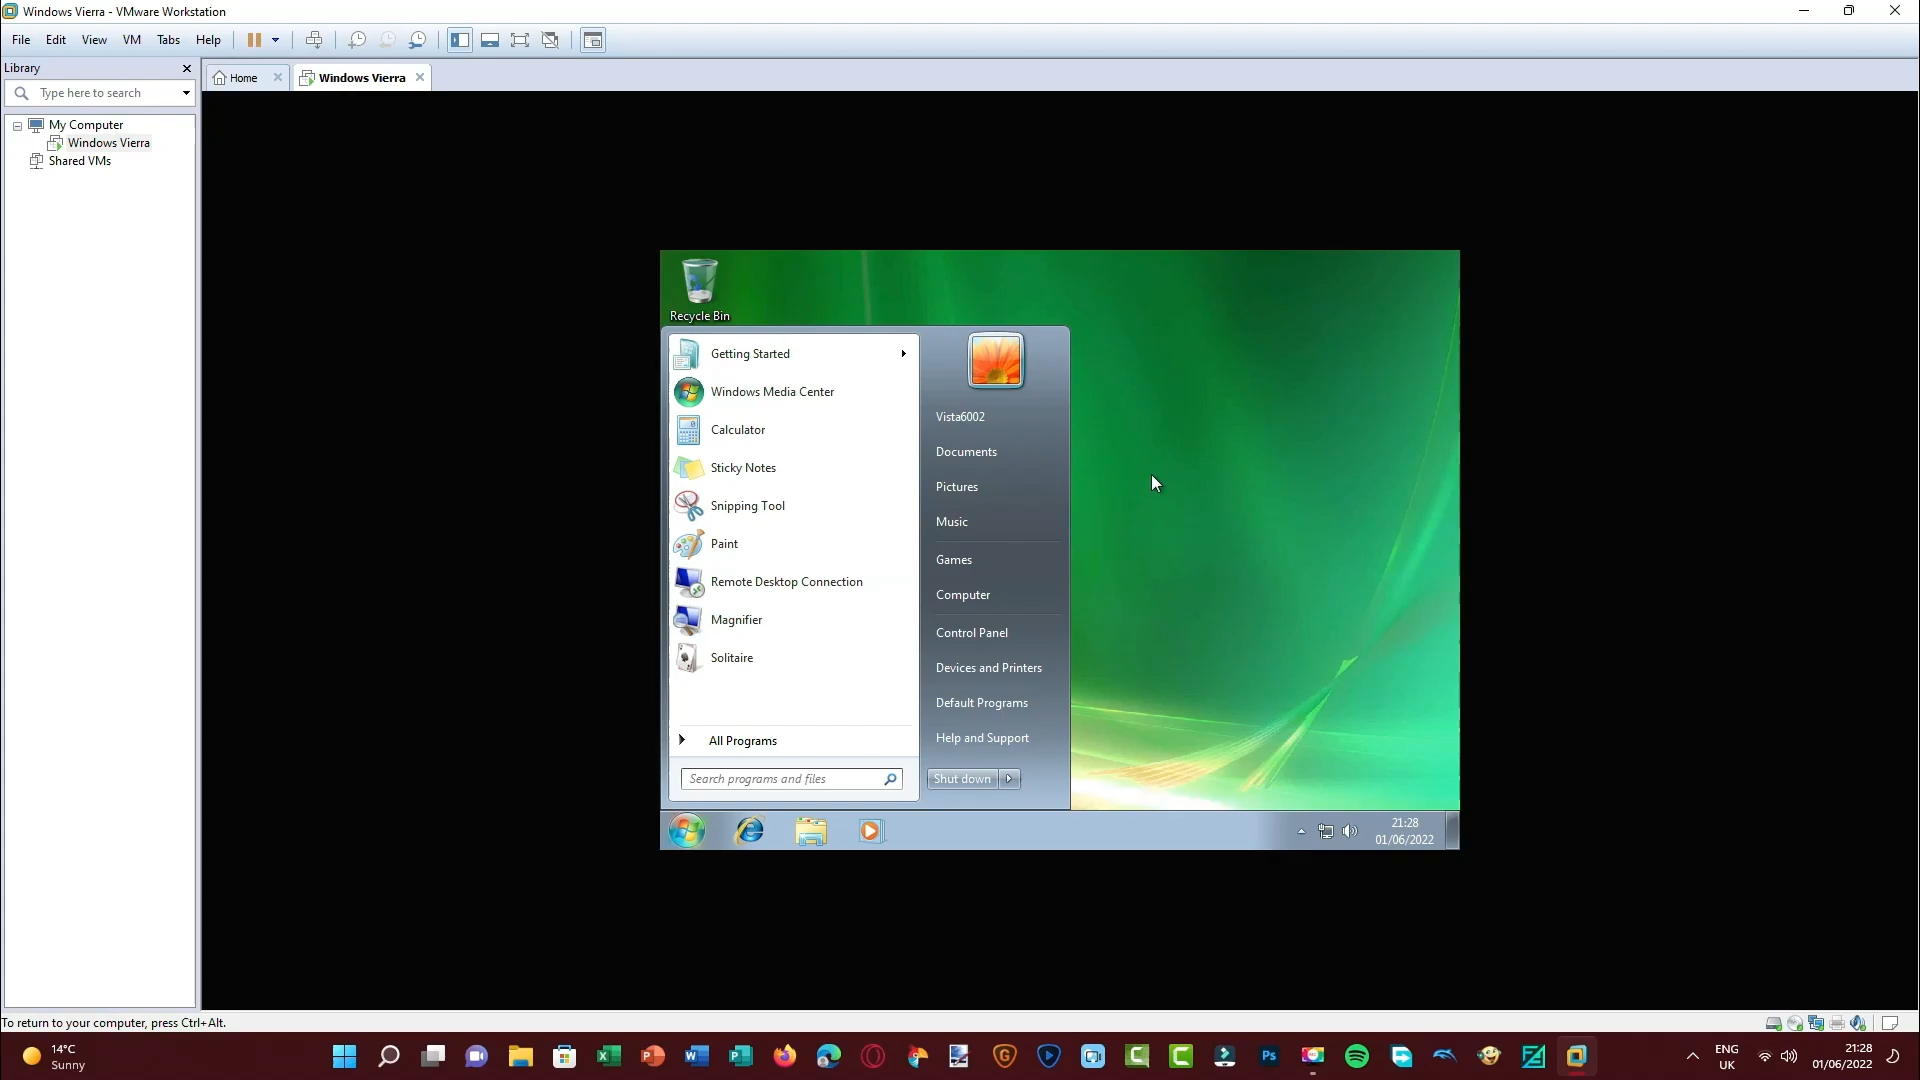 Windows Vierra - VMware Workstation
File Edit View VM Tabs Help
Library
Type here to search
My Computer
Windows Vierra
Shared VMs
Home
Windows Vierra
Recycle Bin
Getting Started
Windows Media Center
Calculator
Sticky Notes
Snipping Tool
Paint
Remote Desktop Connection
Magnifier
Solitaire
All Programs
Search programs and files
Vista6002
Documents
Pictures
Music
Games
Computer
Control Panel
Devices and Printers
Default Programs
Help and Support
Shut down
21:28
01/06/2022
To return to your computer, press Ctrl+Alt.
14°C
Sunny
ENG
UK
21:28
01/06/2022